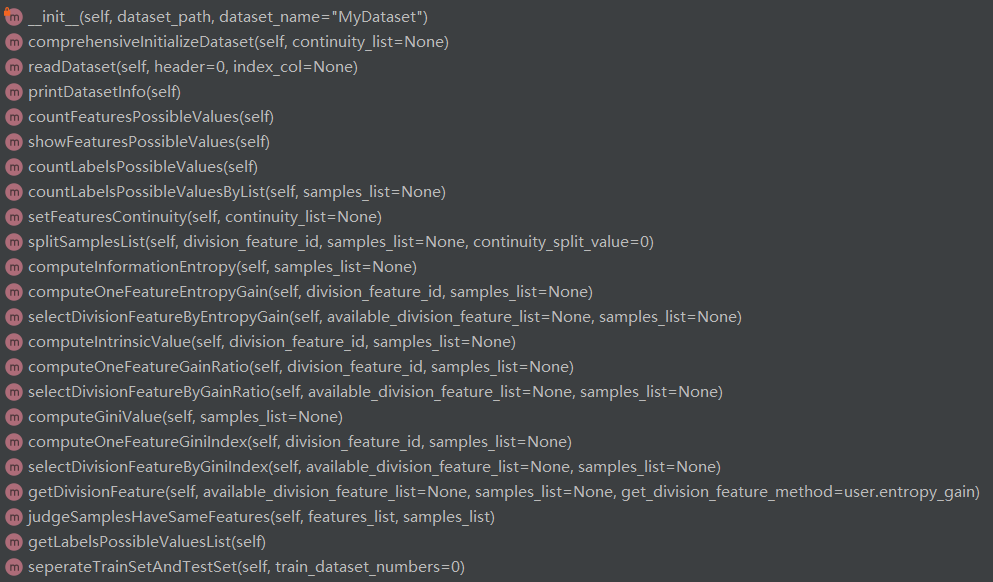 __init__(self, dataset_path, dataset_name="MyDataset")
comprehensiveInitializeDataset(self, continuity_list=None)
readDataset(self, header=0, index_col=None)
printDatasetInfo(self)
countFeaturesPossibleValues(self)
showFeaturesPossibleValues(self)
countLabelsPossibleValues(self)
countLabelsPossibleValuesByList(self, samples_list=None)
setFeaturesContinuity(self, continuity_list=None)
splitSamplesList(self, division_feature_id, samples_list=None, continuity_split_value=0)
computeInformationEntropy(self, samples_list=None)
computeOneFeatureEntropyGain(self, division_feature_id, samples_list=None)
selectDivisionFeatureByEntropyGain(self, available_division_feature_list=None, samples_list=None)
computeIntrinsicValue(self, division_feature_id, samples_list=None)
computeOneFeatureGainRatio(self, division_feature_id, samples_list=None)
selectDivisionFeatureByGainRatio(self, available_division_feature_list=None, samples_list=None)
computeGiniValue(self, samples_list=None)
computeOneFeatureGiniIndex(self, division_feature_id, samples_list=None)
selectDivisionFeatureByGiniIndex(self, available_division_feature_list=None, samples_list=None)
getDivisionFeature(self, available_division_feature_list=None, samples_list=None, get_division_feature_method=user.entropy_gain)
judgeSamplesHaveSameFeatures(self, features_list, samples_list)
getLabelsPossibleValuesList(self)
seperateTrainSetAndTestSet(self, train_dataset_numbers=0)